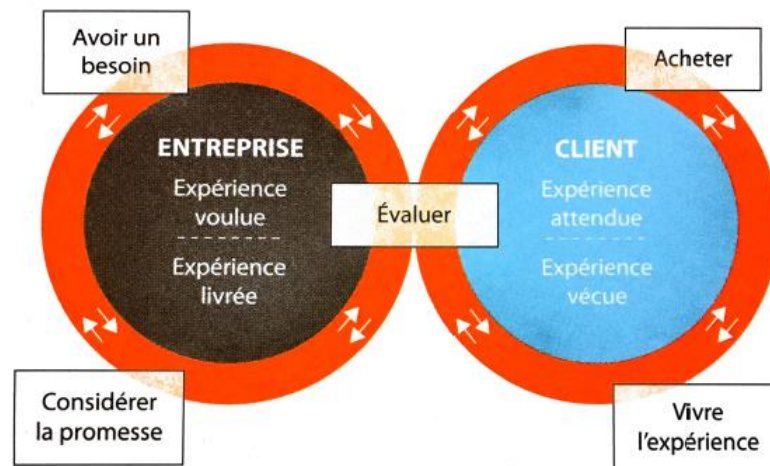 Avoir un
besoin
Acheter
ENTREPRISE
Expérience
voulue
Expérience
livrée
Évaluer
CLIENT
Expérience
attendue
Expérience
vécue
Considérer
la promesse
Vivre
l'expérience